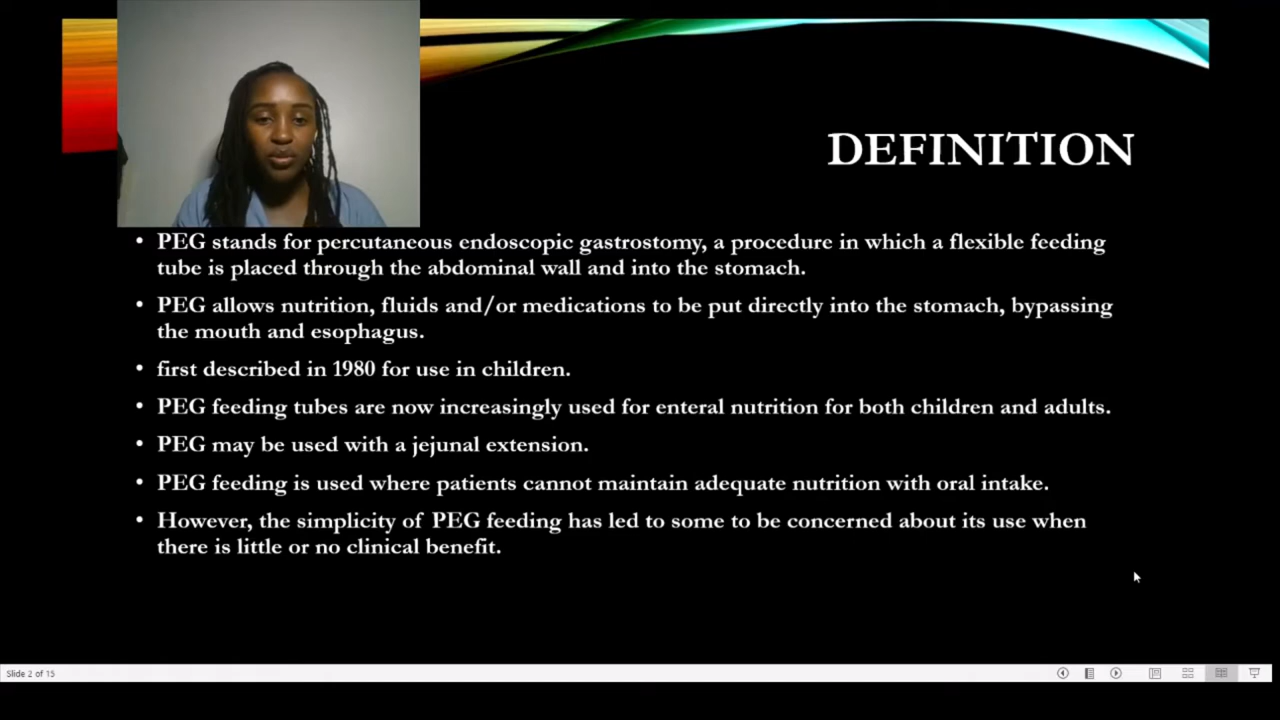 DEFINITION
• PEG stands for percutaneous endoscopic gastrostomy, a procedure in which a flexible feeding
tube is placed through the abdominal wall and into the stomach.
• PEG allows nutrition, fluids and/or medications to be put directly into the stomach, bypassing
the mouth and esophagus.
• first described in 1980 for use in children.
• PEG feeding tubes are now increasingly used for enteral nutrition for both children and adults.
• PEG may be used with a jejunal extension.
• PEG feeding is used where patients cannot maintain adequate nutrition with oral intake.
• However, the simplicity of PEG feeding has led to some to be concerned about its use when
there is little or no clinical benefit.
Slide 2 of 15